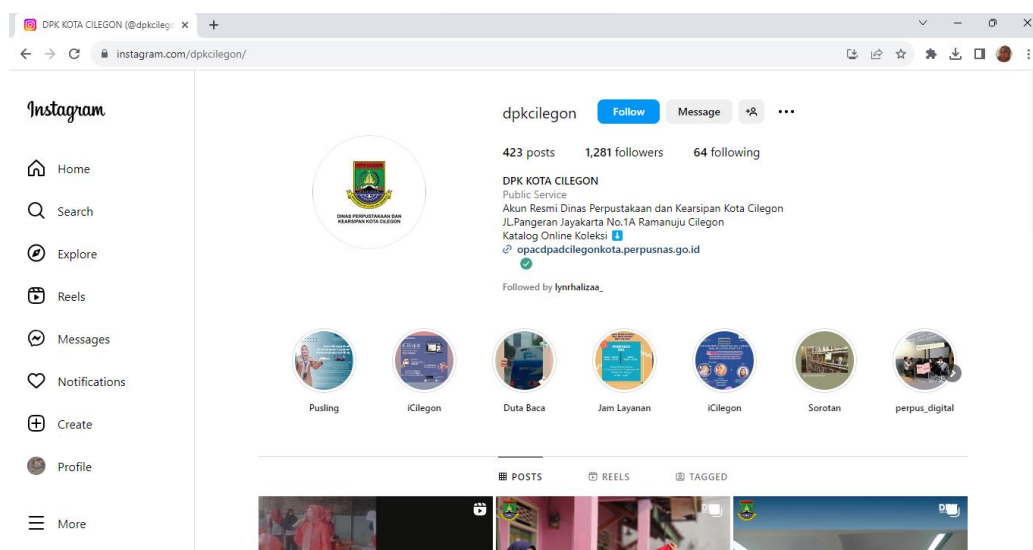 DPK KOTA CILEGON (@dpkcilego
instagram.com/dpkcilegon/
Instagram
Home
Search
Explore
Reels
Messages
Notifications
Create
Profile
More
KOTA CILEGON
DINAS PERPUSTAKAAN DAN
KEARSIPAN KOTA CILEGON
dpkcilegon
Follow
Message
423 posts 1,281 followers 64 following
DPK KOTA CILEGON
Public Service
Akun Resmi Dinas Perpustakaan dan Kearsipan Kota Cilegon
JL.Pangeran Jayakarta No.1A Ramanuju Cilegon
Katalog Online Koleksi
opacdpadcilegonkota.perpusnas.go.id
Followed by lynrhalizaa_
Pusling
iCilegon
Duta Baca
Jam Layanan
iCilegon
Sorotan
perpus_digital
POSTS REELS TAGGED